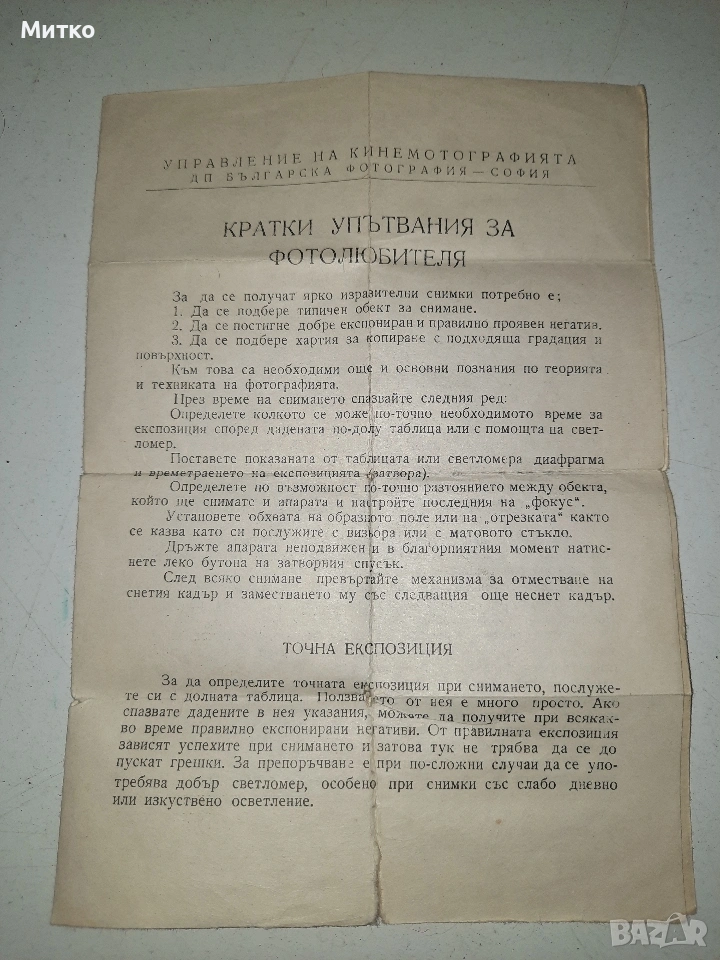 Митко
УПРАВЛЕНИЕ НА КИНЕМОТОГРАФИЯТА
ДП БЪЛГАРСКА ФОТОГРАФИЯ — СОФИЯ
КРАТКИ УПЪТВАНИЯ ЗА
ФОТОЛЮБИТЕЛЯ
За да се получат ярко изразителни снимки потребно е;
1. Да се подбере типичен обект за снимане.
2. Да се постигне добре експониран и правилно проявен негатив.
3. Да се подбере хартия за копиране с подходяща градация и
повърхност.
Към това са необходими още и основни познания по теорията
и техниката на фотографията.
През време на снимането спазвайте следния ред:
Определете колкото се може по-точно необходимото време за
експозиция според дадената по-долу таблица или с помощта на свет-
ломер.
Поставете показаната от таблицата или светломера диафрагма
и времетраенето на експозицията (затвора).
Определете по възможност по-точно разтоянието между обекта,
който ще снимате и апарата и настройте последния на „фокус“.
Установете обхвата на образното поле или на „отрезката“ както
се казва като си послужите с визьора или с матовото стъкло.
Дръжте апарата неподвижен и в благоприятния момент натис-
нете леко бутона на затворния спусък.
След всяко снимане превъртайте механизма за отместване на
снетия кадър и заместването му със следващия още неснет кадър.
ТОЧНА ЕКСПОЗИЦИЯ
За да определите точната експозиция при снимането, послуже-
те си с долната таблица. Ползването от нея е много просто. Ако
спазвате дадените в нея указания, можете да получите при всякак-
во време правилно експонирани негативи. От правилната експозиция
зависят успехите при снимането и затова тук не трябва да се до
пускат грешки. За препоръчване е при по-сложни случаи да се упо-
требява добър светломер, особено при снимки със слабо дневно
или изкуствено осветление.
BAZAR